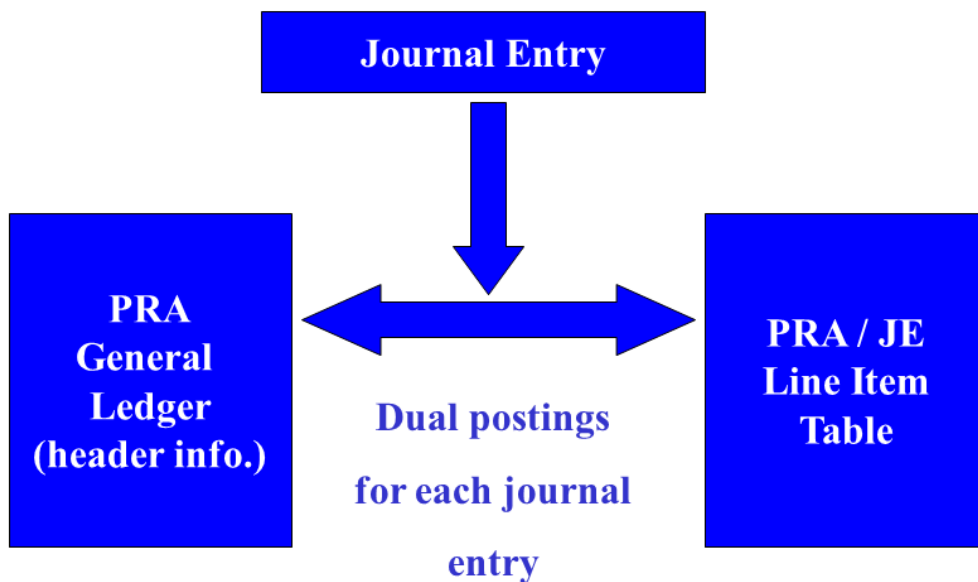 Journal Entry
PRA
General
Ledger
(header info.)
Dual postings
for each journal
entry
PRA / JE
Line Item
Table